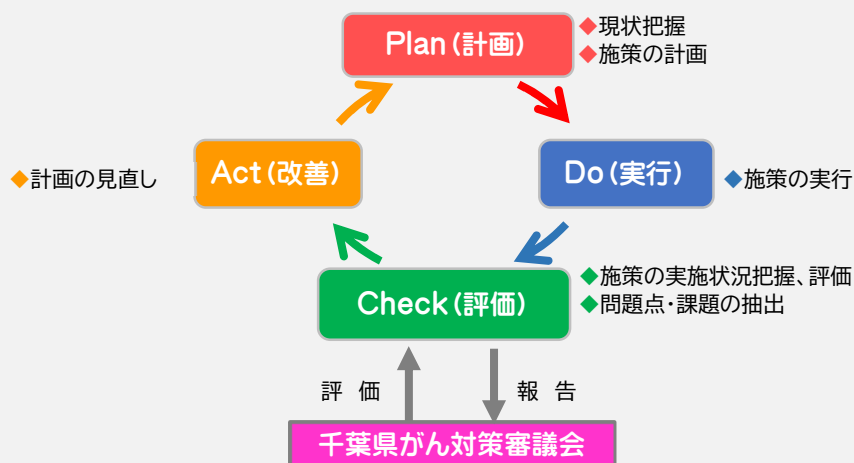 Plan(計画)
◆現状把握
◆施策の計画
◆計画の見直し
Act(改善)
Do(実行)
◆施策の実行
Check(評価)
◆施策の実施状況把握、評価
◆問題点・課題の抽出
評 価
報 告
千葉県がん対策審議会